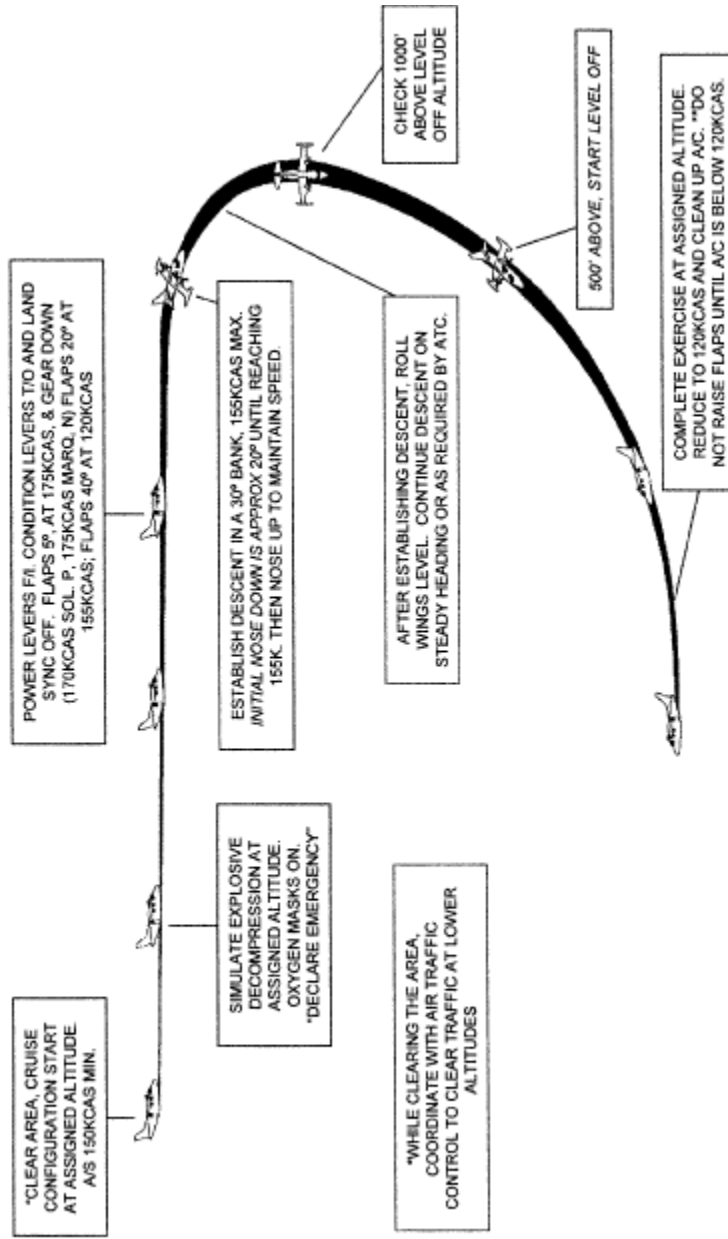 *CLEAR AREA, CRUISE
CONFIGURATION START
AT ASSIGNED ALTITUDE.
A/S 150KCAS MIN.
SIMULATE EXPLOSIVE
DECOMPRESSION AT
ASSIGNED ALTITUDE.
OXYGEN MASKS ON.
"DECLARE EMERGENCY"
POWER LEVERS F/I. CONDITION LEVERS T/O AND LAND
SYNC OFF. FLAPS 5º, AT 175KCAS, & GEAR DOWN
(170KCAS SOL. P, 175KCAS MARQ, N) FLAPS 20º AT
155KCAS; FLAPS 40º AT 120KCAS
ESTABLISH DESCENT IN A 30º BANK, 155KCAS MAX.
INITIAL NOSE DOWN IS APPROX 20º UNTIL REACHING
155K. THEN NOSE UP TO MAINTAIN SPEED.
AFTER ESTABLISHING DESCENT, ROLL
WINGS LEVEL. CONTINUE DESCENT ON
STEADY HEADING OR AS REQUIRED BY ATC.
CHECK 1000'
ABOVE LEVEL
OFF ALTITUDE
500' ABOVE, START LEVEL OFF
COMPLETE EXERCISE AT ASSIGNED ALTITUDE.
REDUCE TO 120KCAS AND CLEAN UP A/C. **DO
NOT RAISE FLAPS UNTIL A/C IS BELOW 120KCAS.
*WHILE CLEARING THE AREA,
COORDINATE WITH AIR TRAFFIC
CONTROL TO CLEAR TRAFFIC AT LOWER
ALTITUDES